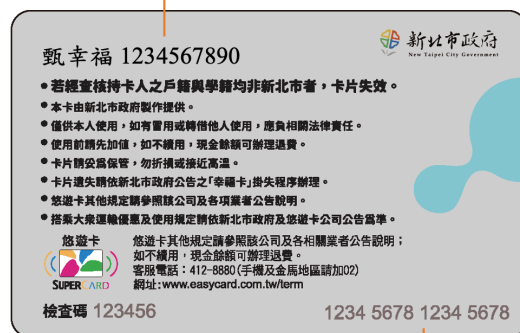 甄幸福 1234567890
新北市政府
New Taipei City Government
●若經查核持卡人之戶籍與學籍均非新北市者，卡片失效。
●本卡由新北市政府製作提供。
●僅供本人使用，如有冒用或轉借他人使用，應負相關法律責任。
●使用前請先加值，如不續用，現金餘額可辦理退費。
●卡片請妥為保管，勿折損或接近高溫。
●卡片遺失請依新北市政府公告之「幸福卡」掛失程序辦理。
●悠遊卡其他規定請參照該公司及各項業者公告說明。
●搭乘大眾運輸優惠及使用規定請依新北市政府及悠遊卡公司公告為準。
悠遊卡
SUPERCARD
悠遊卡其他規定請參照該公司及各相關業者公告說明；
如不續用，現金餘額可辦理退費。
客服電話：412-8880(手機及金馬地區請加02)
網址:www.easycard.com.tw/term
檢查碼 123456
1234 5678 1234 5678